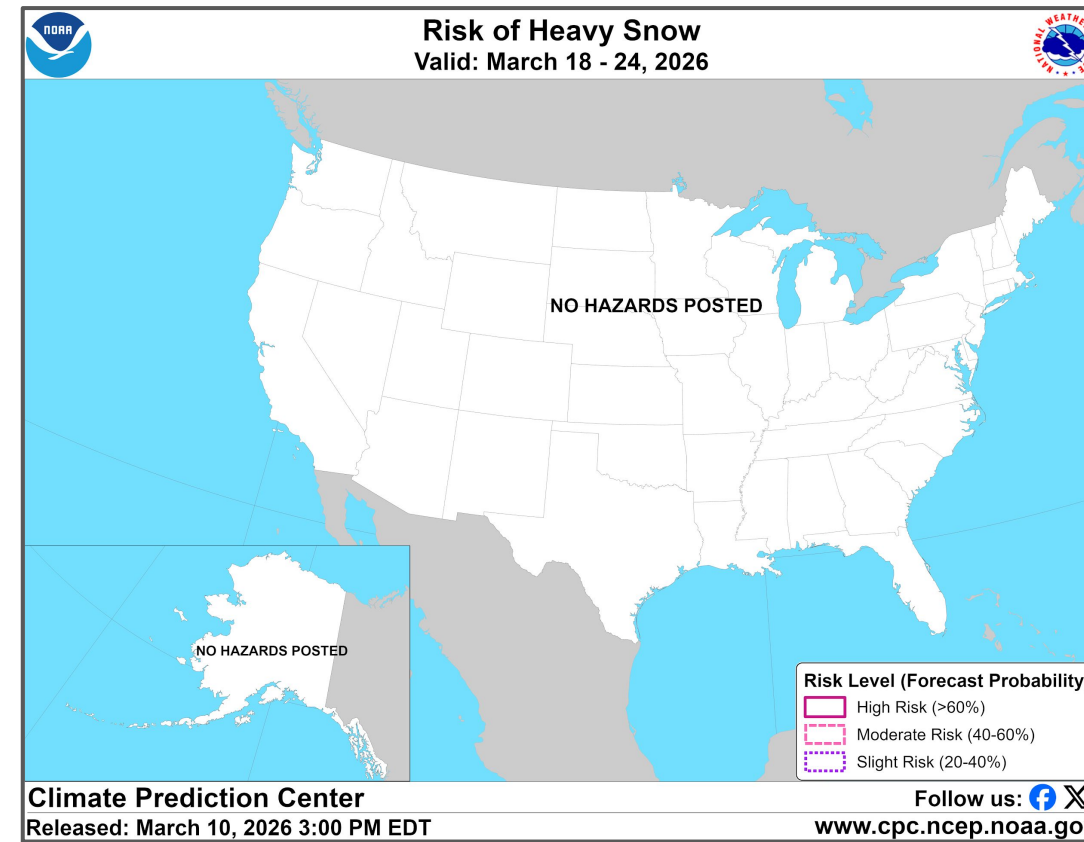 NOAA
Risk of Heavy Snow
Valid: March 18 - 24, 2026
NATIONAL WEATHE
NO HAZARDS POSTED
NO HAZARDS POSTED
Risk Level (Forecast Probability
High Risk (>60%)
Moderate Risk (40-60%)
Slight Risk (20-40%)
Climate Prediction Center
Follow us:
Released: March 10, 2026 3:00 PM EDT
www.cpc.ncep.noaa.go